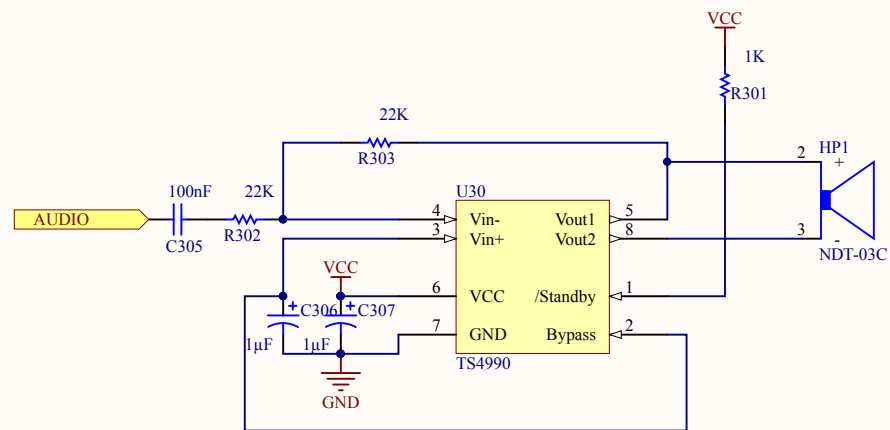 VCC
1K
R301
22K
R303
HP1
2
+
100nF
22K
U30
AUDIO
4
Vin-
Vout1
5
C305
R302
3
Vin+
Vout2
8
3
-
NDT-03C
VCC
6
VCC
/Standby
1
+
C306
+
C307
7
GND
Bypass
2
1µF
1µF
TS4990
GND